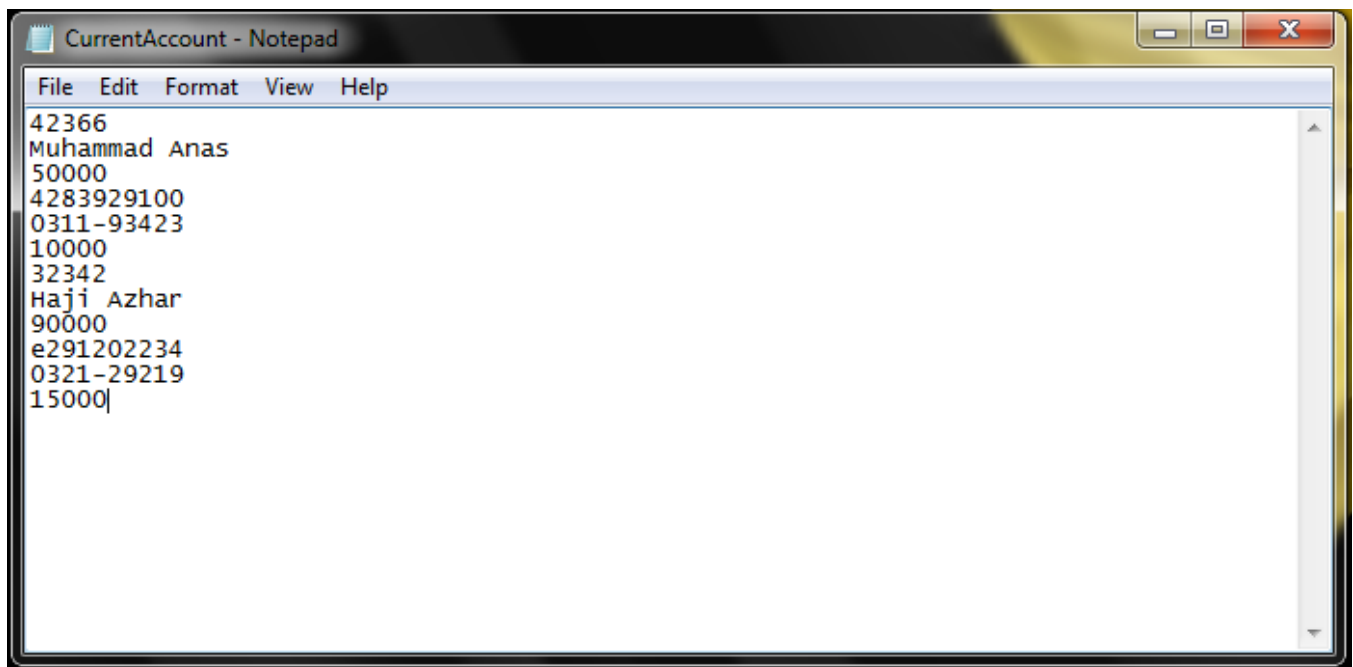 CurrentAccount - Notepad
File Edit Format View Help
42366
Muhammad Anas
50000
4283929100
0311-93423
10000
32342
Haji Azhar
90000
e291202234
0321-29219
15000